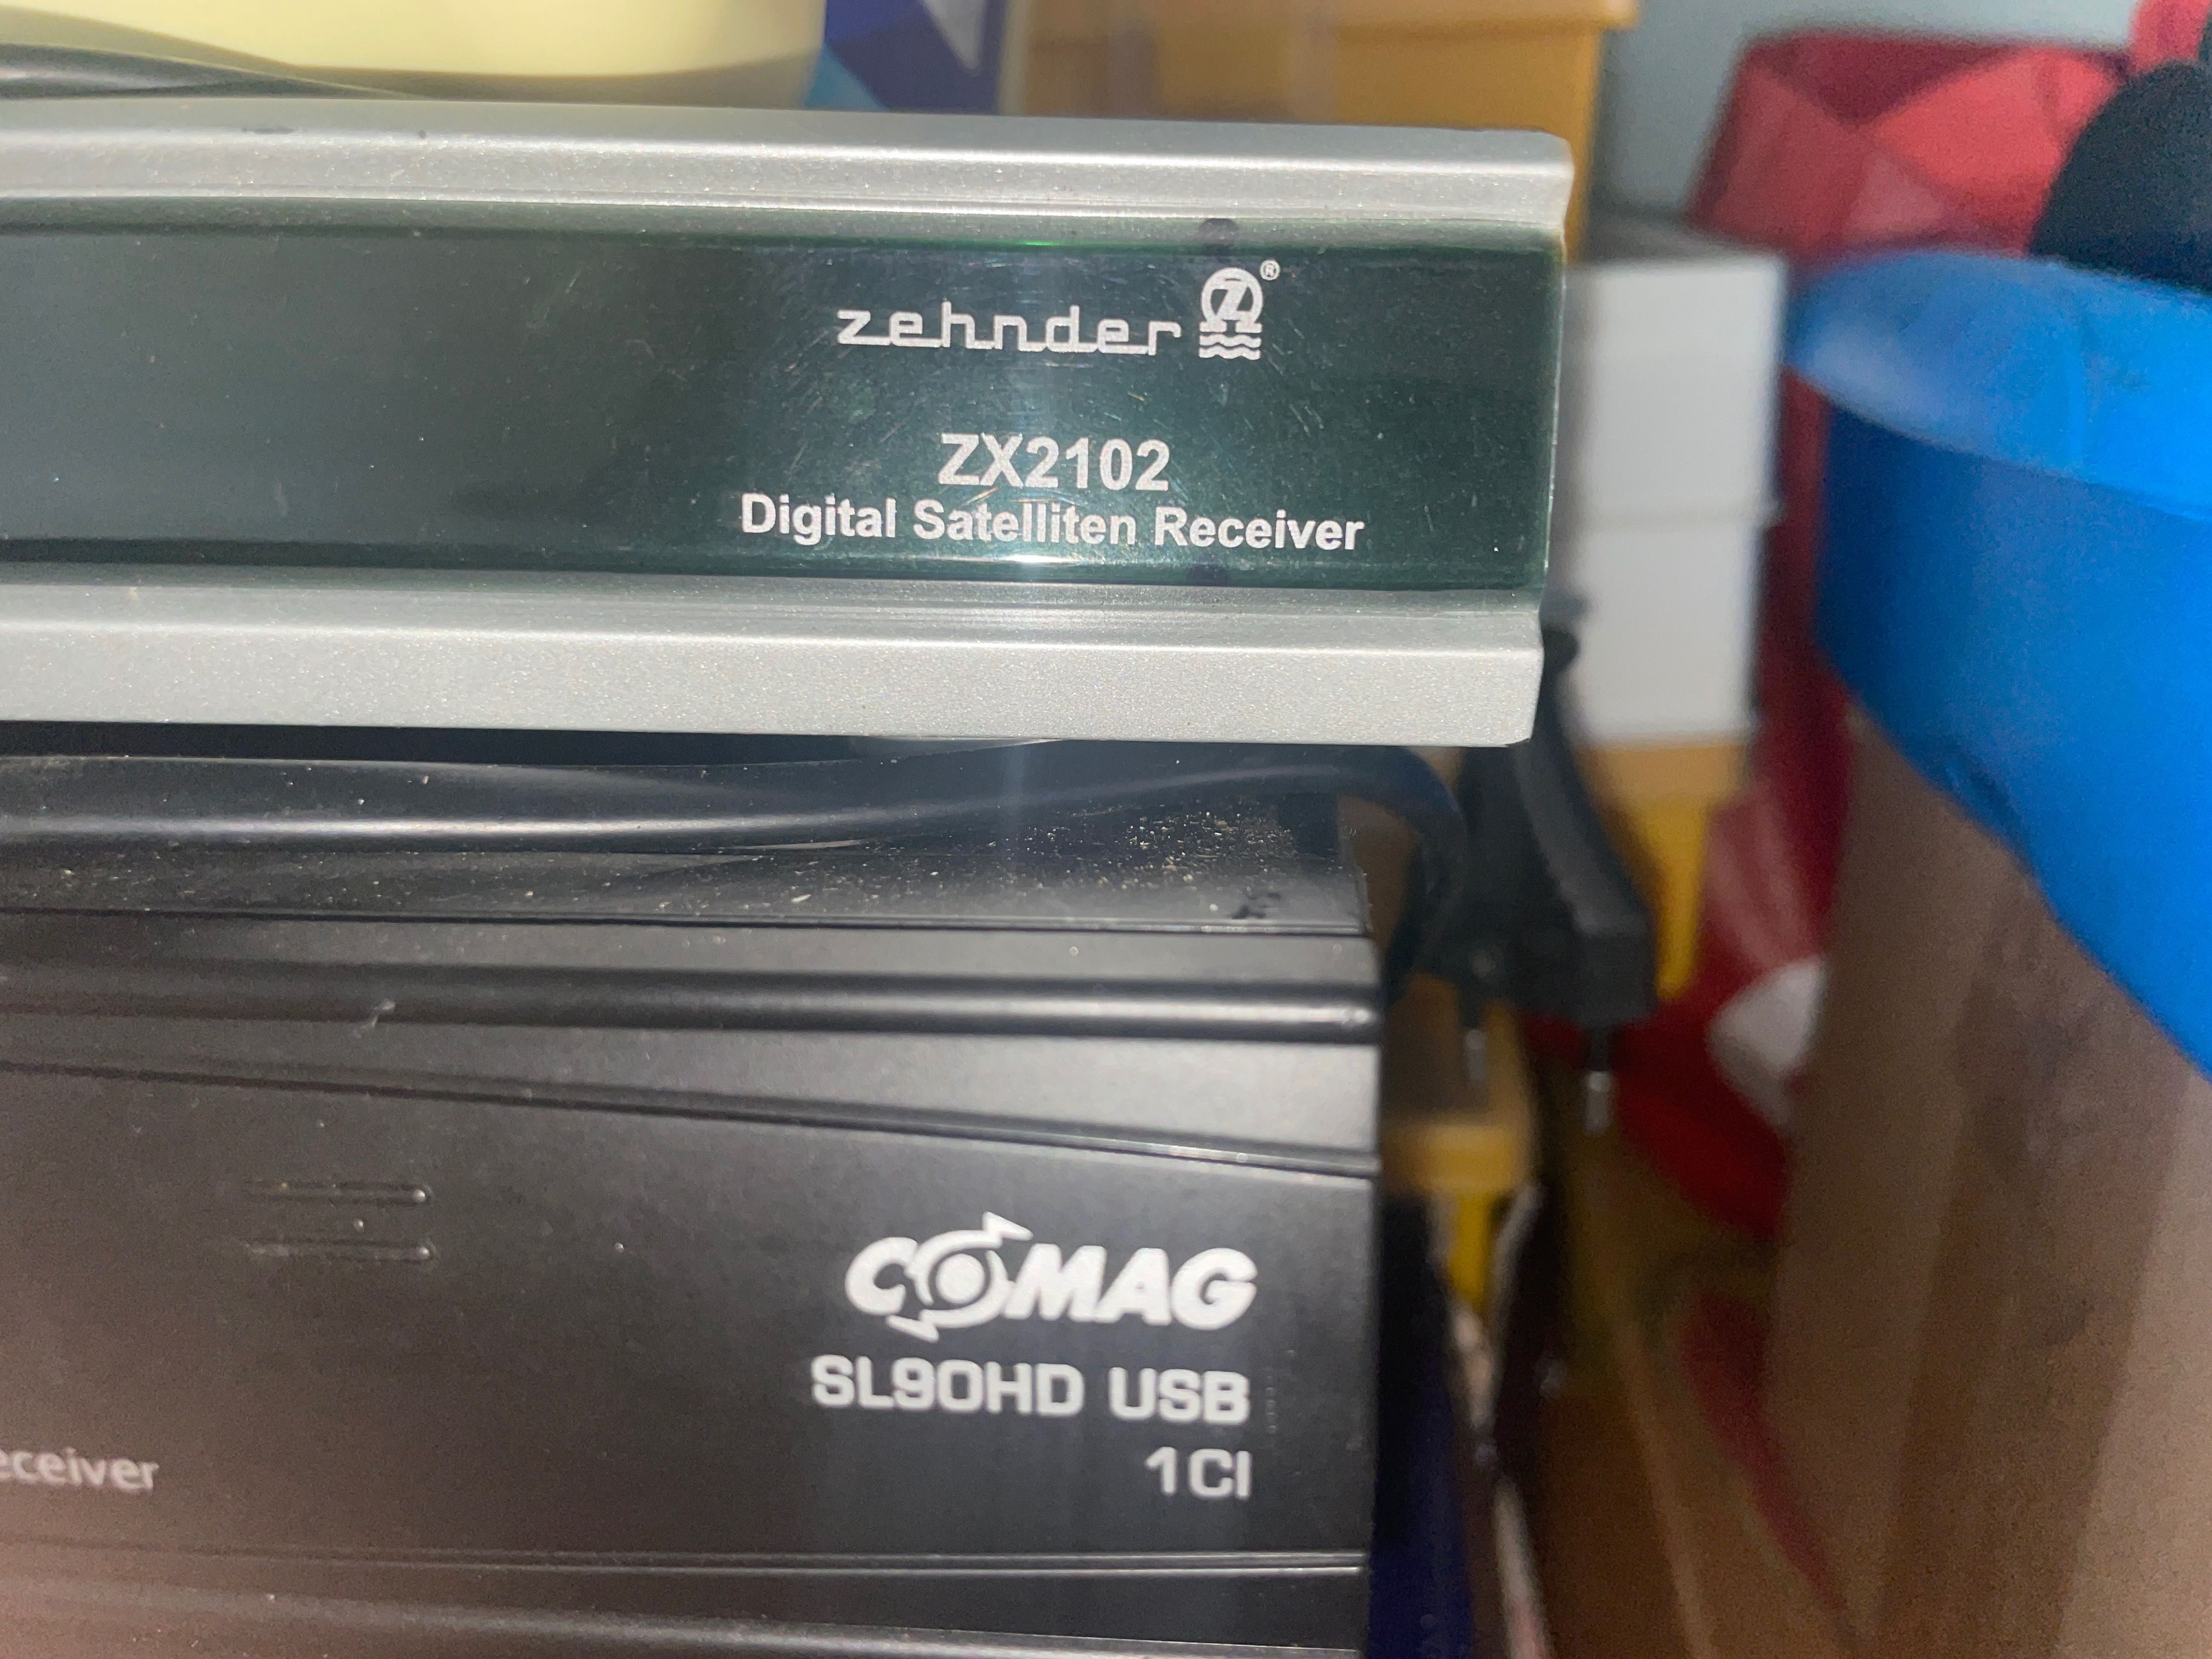 zehnder Z®
ZX2102
Digital Satelliten Receiver
COMAG
SL90HD USB
1CI
eceiver